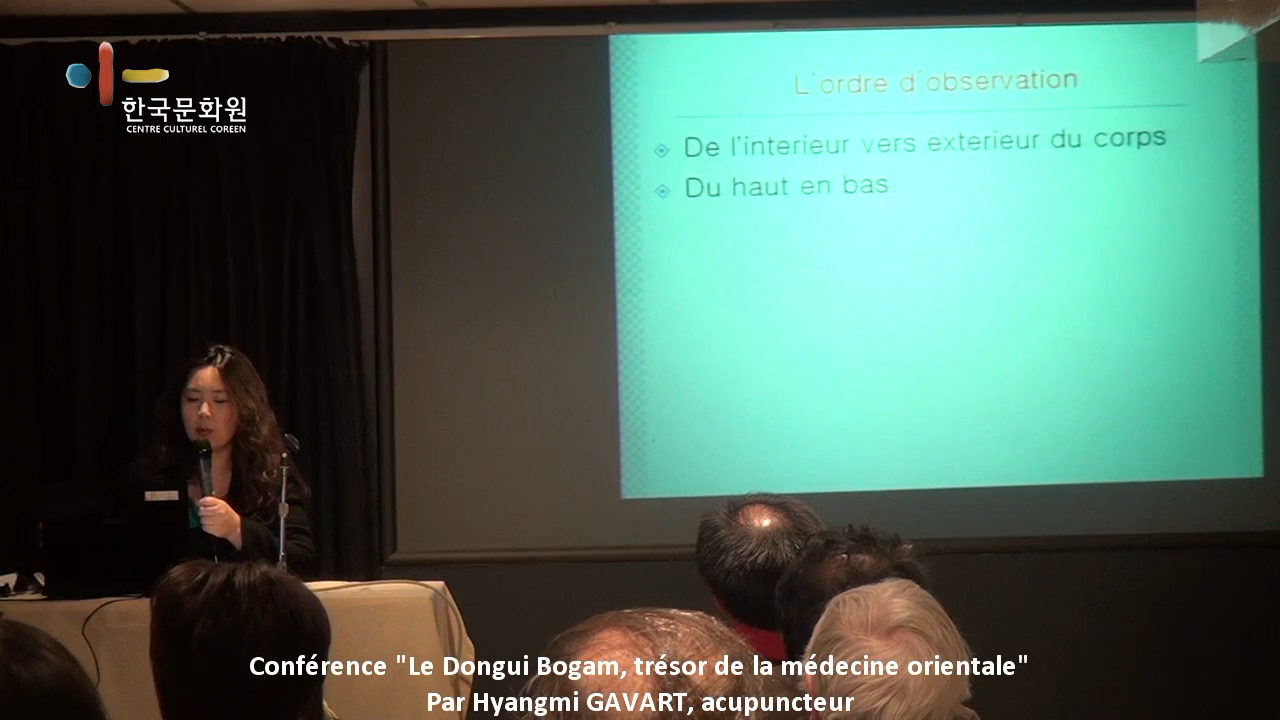 한국문화원
CENTRE CULTUREL COREEN
L'ordre d'observation
De l'interieur vers exterieur du corps
Du haut en bas
Conférence "Le Dongui Bogam, trésor de la médecine orientale"
Par Hyangmi GAVART, acupuncteur